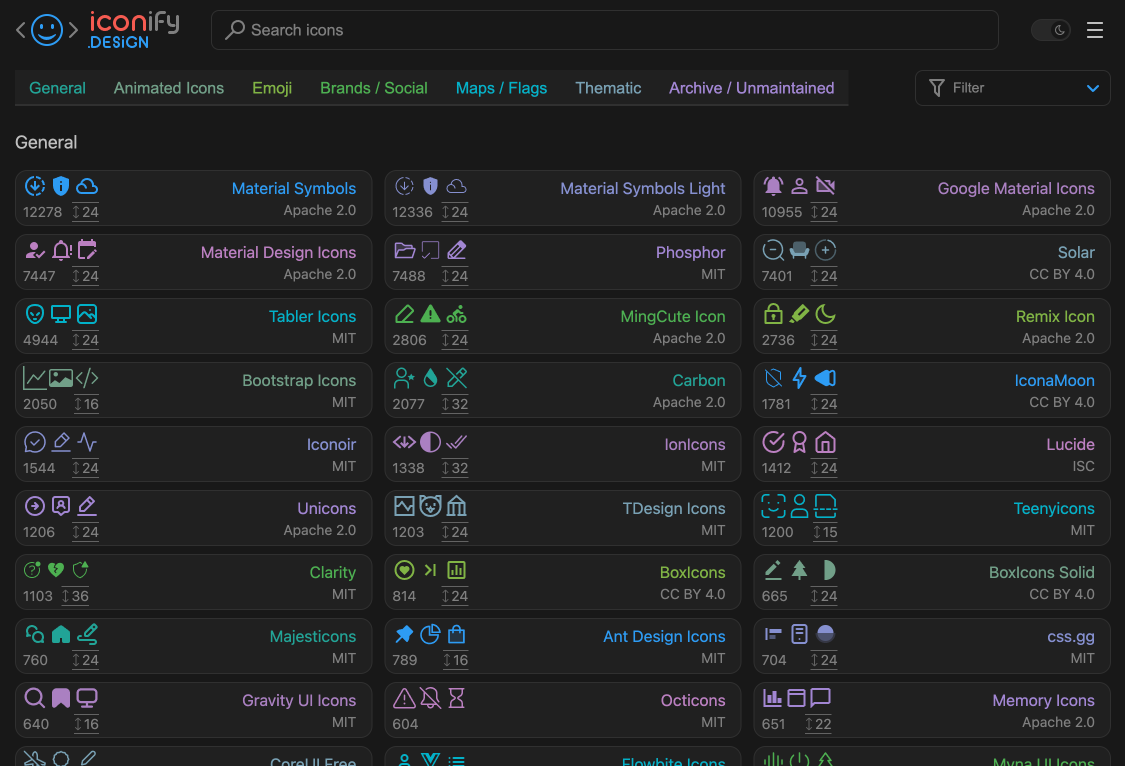 iconify
.DESIGN
Search icons
General
Animated Icons
Emoji
Brands / Social
Maps / Flags
Thematic
Archive / Unmaintained
Filter
General
Material Symbols
12278 24 Apache 2.0
Material Symbols Light
12336 24 Apache 2.0
Google Material Icons
10955 24 Apache 2.0
Material Design Icons
7447 24 Apache 2.0
Phosphor
7488 24 MIT
Solar
7401 24 CC BY 4.0
Tabler Icons
4944 24 MIT
MingCute Icon
2806 24 Apache 2.0
Remix Icon
2736 24 Apache 2.0
Bootstrap Icons
2050 16 MIT
Carbon
2077 32 Apache 2.0
IconaMoon
1781 24 CC BY 4.0
Iconoir
1544 24 MIT
IonIcons
1338 32 MIT
Lucide
1412 24 ISC
Unicons
1206 24 Apache 2.0
TDesign Icons
1203 24 MIT
Teenyicons
1200 15 MIT
Clarity
1103 36 MIT
BoxIcons
814 24 CC BY 4.0
BoxIcons Solid
665 24 CC BY 4.0
Majesticons
760 24 MIT
Ant Design Icons
789 16 MIT
css.gg
704 24 MIT
Gravity UI Icons
640 16 MIT
Octicons
604 MIT
Memory Icons
651 22 Apache 2.0
CoreUI Free
Flowbite Icons
Myna UI Icons